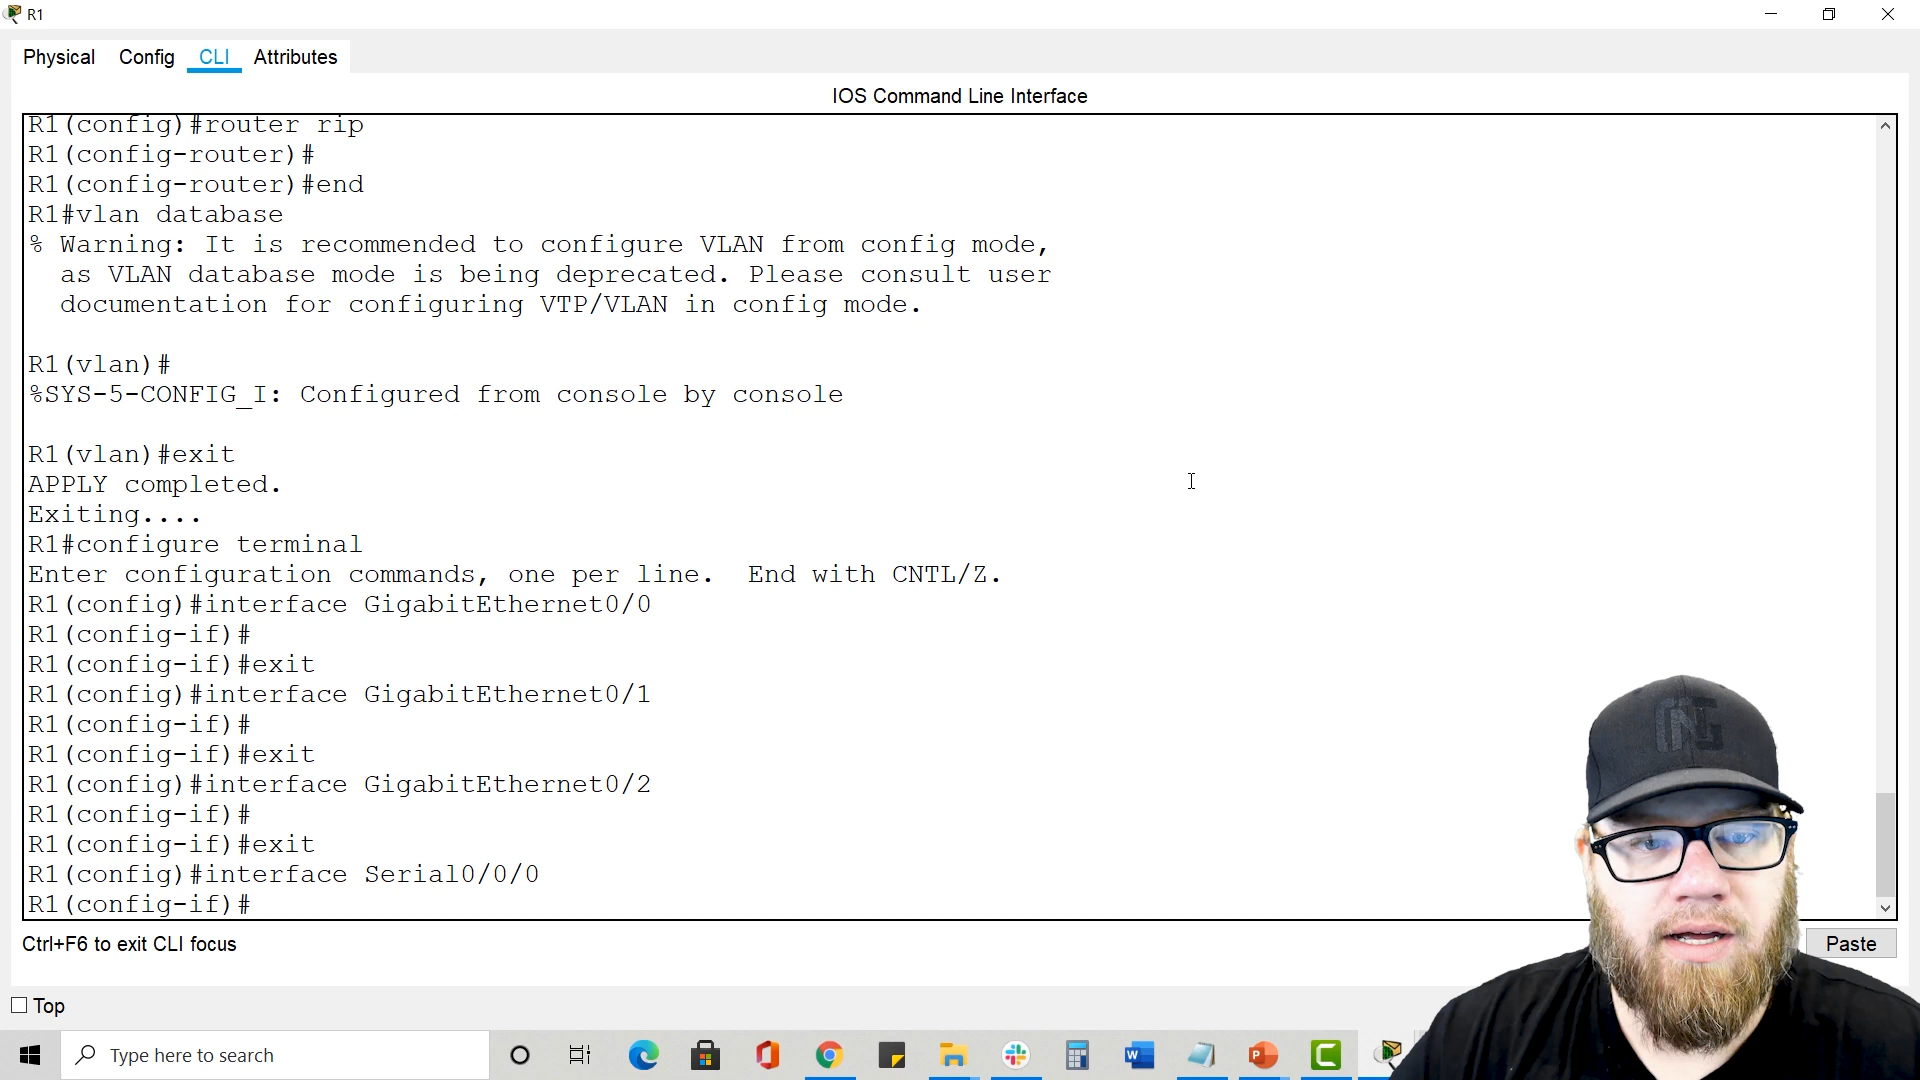 R1
Physical Config CLI Attributes
IOS Command Line Interface
R1(config)#router rip
R1(config-router)#
R1(config-router)#end
R1#vlan database
% Warning: It is recommended to configure VLAN from config mode,
as VLAN database mode is being deprecated. Please consult user
documentation for configuring VTP/VLAN in config mode.
R1(vlan)#
%SYS-5-CONFIG_I: Configured from console by console
R1(vlan)#exit
APPLY completed.
Exiting....
R1#configure terminal
Enter configuration commands, one per line.  End with CNTL/Z.
R1(config)#interface GigabitEthernet0/0
R1(config-if)#
R1(config-if)#exit
R1(config)#interface GigabitEthernet0/1
R1(config-if)#
R1(config-if)#exit
R1(config)#interface GigabitEthernet0/2
R1(config-if)#
R1(config-if)#exit
R1(config)#interface Serial0/0/0
R1(config-if)#
Ctrl+F6 to exit CLI focus
Paste
Top
Type here to search